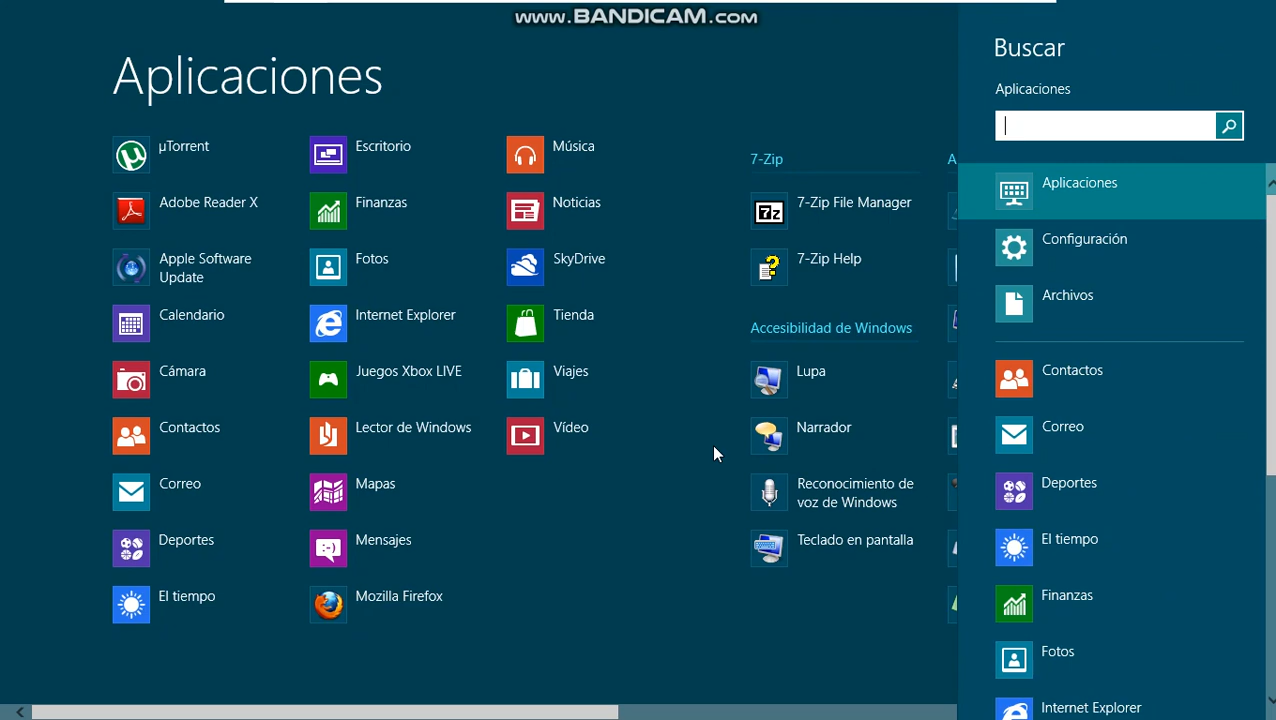 www.BANDICAM.com
Aplicaciones
µTorrent
Adobe Reader X
Apple Software
Update
Calendario
Cámara
Contactos
Correo
Deportes
El tiempo
Escritorio
Finanzas
Fotos
Internet Explorer
Juegos Xbox LIVE
Lector de Windows
Mapas
Mensajes
Mozilla Firefox
Música
Noticias
SkyDrive
Tienda
Viajes
Vídeo
7-Zip
7-Zip File Manager
7-Zip Help
Accesibilidad de Windows
Lupa
Narrador
Reconocimiento de
voz de Windows
Teclado en pantalla
A
Buscar
Aplicaciones
Aplicaciones
Configuración
Archivos
Contactos
Correo
Deportes
El tiempo
Finanzas
Fotos
Internet Explorer